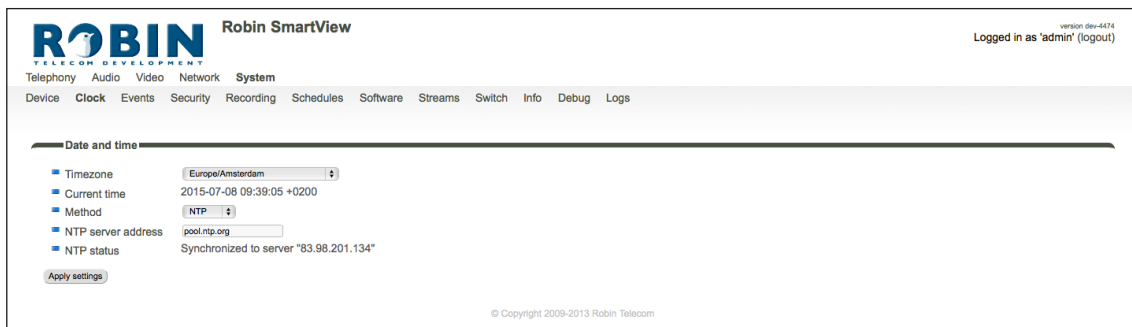 ROBIN
TELECOM DEVELOPMENT
Robin SmartView
version dev-4474
Logged in as 'admin' (logout)
Telephony Audio Video Network System
Device Clock Events Security Recording Schedules Software Streams Switch Info Debug Logs
Date and time
Timezone Europe/Amsterdam
Current time 2015-07-08 09:39:05 +0200
Method NTP
NTP server address pool.ntp.org
NTP status Synchronized to server "83.98.201.134"
Apply settings
© Copyright 2009-2013 Robin Telecom